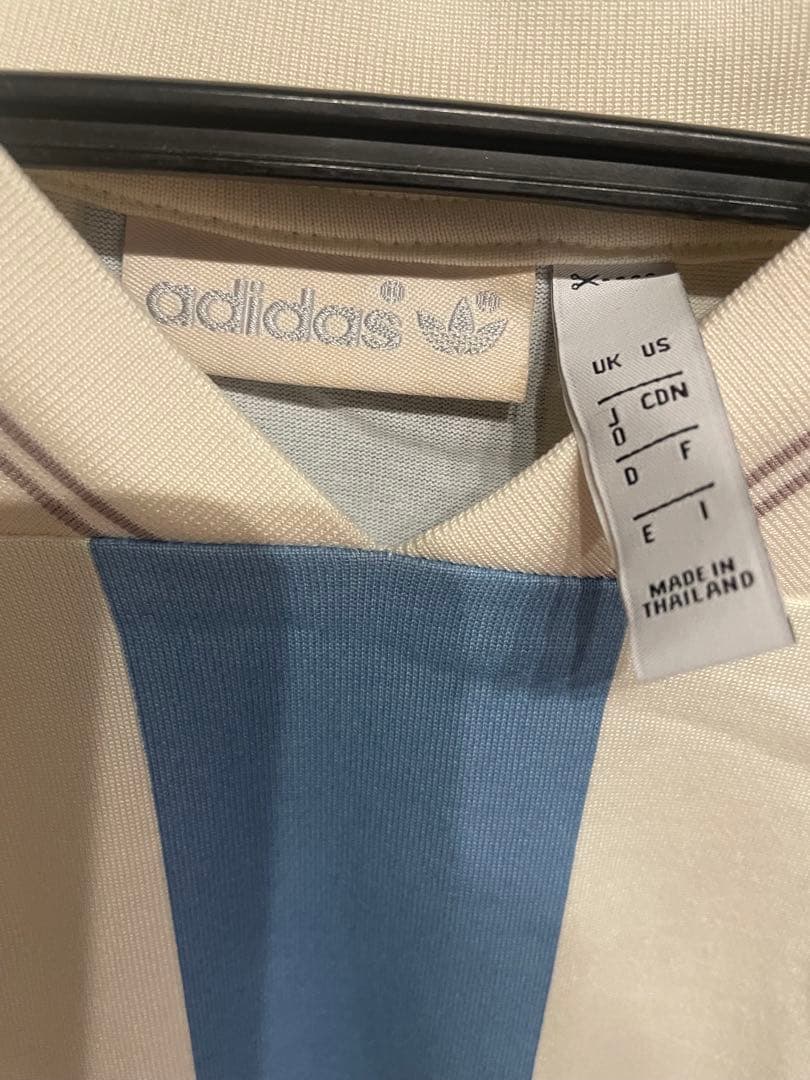 adidas®
®
UK US
J CDN
O
D F
E I
MADE IN
THAILAND